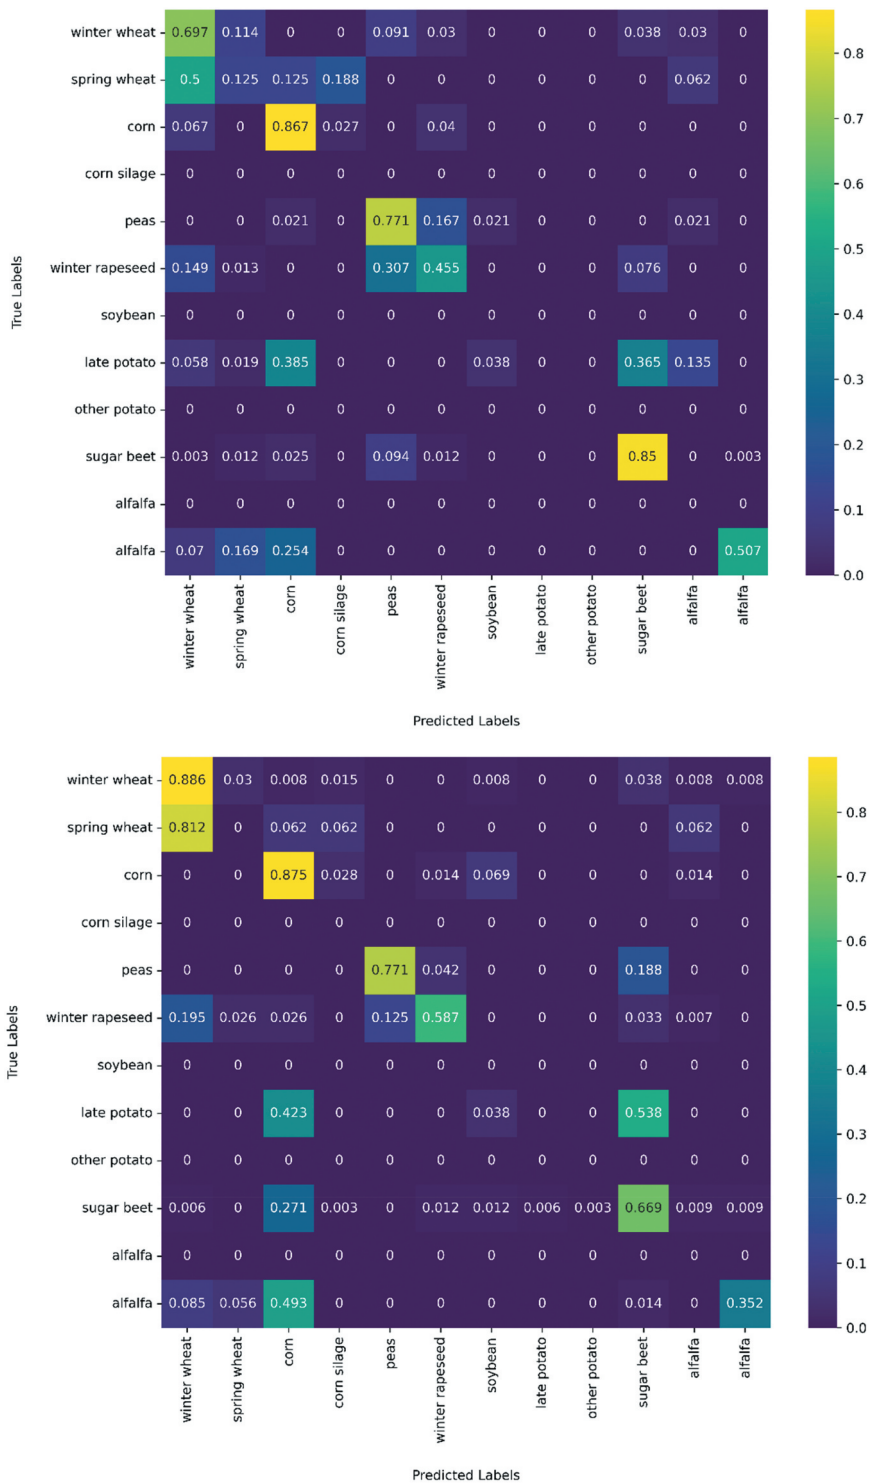 winter wheat 0.697 0.114 0 0 0.091 0.03 0 0 0 0.038 0.03 0
spring wheat 0.5 0.125 0.125 0.188 0 0 0 0 0 0 0.062 0
corn 0.067 0 0.867 0.027 0 0.04 0 0 0 0 0 0
corn silage 0 0 0 0 0 0 0 0 0 0 0 0
peas 0 0 0.021 0 0.771 0.167 0.021 0 0 0 0.021 0
winter rapeseed 0.149 0.013 0 0 0.307 0.455 0 0 0 0.076 0 0
soybean 0 0 0 0 0 0 0 0 0 0 0 0
late potato 0.058 0.019 0.385 0 0 0 0.038 0 0 0.365 0.135 0
other potato 0 0 0 0 0 0 0 0 0 0 0 0
sugar beet 0.003 0.012 0.025 0 0.094 0.012 0 0 0 0.85 0 0.003
alfalfa 0 0 0 0 0 0 0 0 0 0 0 0
alfalfa 0.07 0.169 0.254 0 0 0 0 0 0 0 0 0.507
True Labels
winter wheat spring wheat corn corn silage peas winter rapeseed soybean late potato other potato sugar beet alfalfa alfalfa
Predicted Labels
0.8
0.7
0.6
0.5
0.4
0.3
0.2
0.1
0.0
winter wheat 0.886 0.03 0.008 0.015 0 0 0.008 0 0 0.038 0.008 0.008
spring wheat 0.812 0 0.062 0.062 0 0 0 0 0 0 0.062 0
corn 0 0 0.875 0.028 0 0.014 0.069 0 0 0 0.014 0
corn silage 0 0 0 0 0 0 0 0 0 0 0 0
peas 0 0 0 0 0.771 0.042 0 0 0 0.188 0 0
winter rapeseed 0.195 0.026 0.026 0 0.125 0.587 0 0 0 0.033 0.007 0
soybean 0 0 0 0 0 0 0 0 0 0 0 0
late potato 0 0 0.423 0 0 0 0.038 0 0 0.538 0 0
other potato 0 0 0 0 0 0 0 0 0 0 0 0
sugar beet 0.006 0 0.271 0.003 0 0.012 0.012 0.006 0.003 0.669 0.009 0.009
alfalfa 0 0 0 0 0 0 0 0 0 0 0 0
alfalfa 0.085 0.056 0.493 0 0 0 0 0 0 0.014 0 0.352
True Labels
winter wheat spring wheat corn corn silage peas winter rapeseed soybean late potato other potato sugar beet alfalfa alfalfa
Predicted Labels
0.8
0.7
0.6
0.5
0.4
0.3
0.2
0.1
0.0